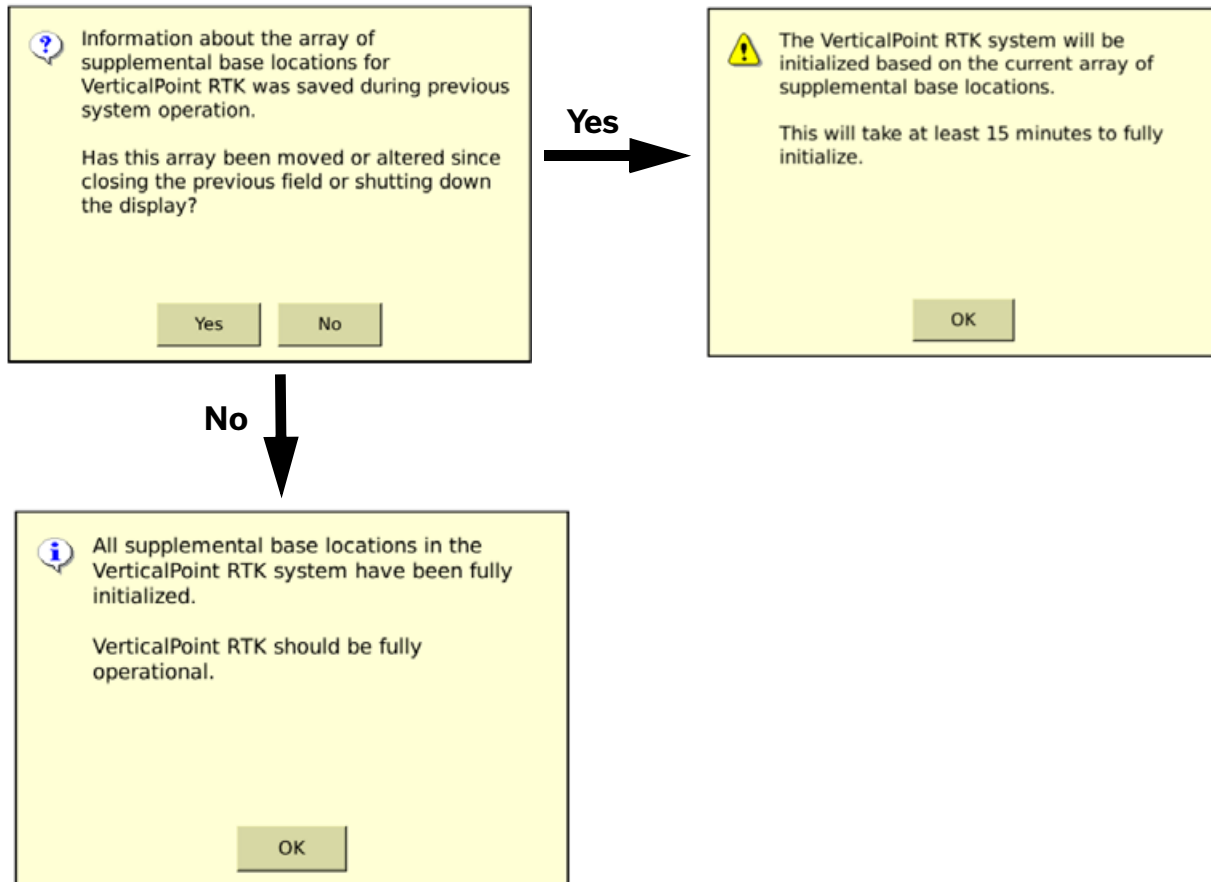 Information about the array of
supplemental base locations for
VerticalPoint RTK was saved during previous
system operation.
Has this array been moved or altered since
closing the previous field or shutting down
the display?
Yes
No
Yes
The VerticalPoint RTK system will be
initialized based on the current array of
supplemental base locations.
This will take at least 15 minutes to fully
initialize.
OK
No
All supplemental base locations in the
VerticalPoint RTK system have been fully
initialized.
VerticalPoint RTK should be fully
operational.
OK